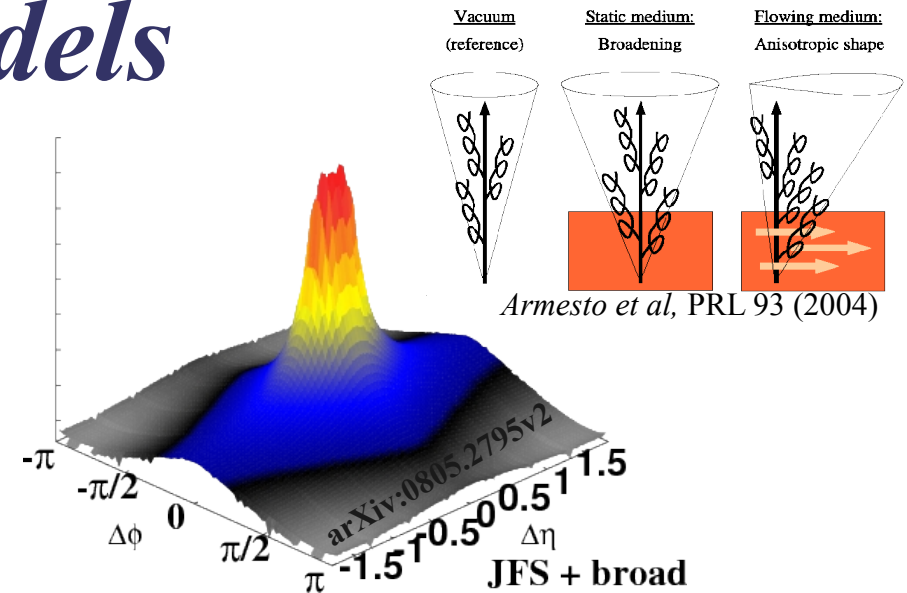 dels
Vacuum
(reference)
Static medium:
Broadening
Flowing medium:
Anisotropic shape
Armesto et al, PRL 93 (2004)
-π
-π/2
0
π/2
π
Δϕ
-1.5
-1
-0.5
0
0.5
1
1.5
Δη
arXiv:0805.2795v2
JFS + broad